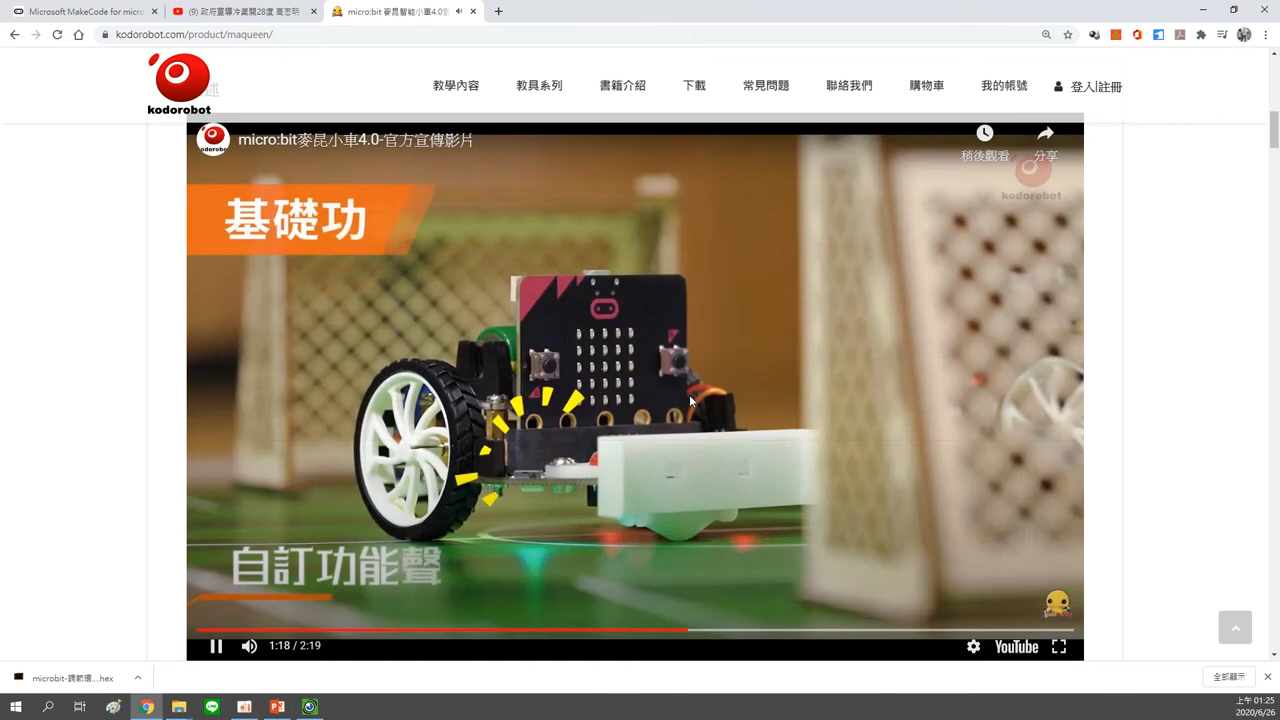 Microsoft MakeCode for micro
(9) 政府宣導冷氣開28度 高志明
micro:bit 麥昆智能小車4.0
kodorobot.com/product/maqueen/
kodorobot
述
教學內容
教具系列
書籍介紹
下載
常見問題
聯絡我們
購物車
我的帳號
登入|註冊
micro:bit麥昆小車4.0-官方宣傳影片
稍後觀看
分享
kodorobot
基礎功
自訂功能聲
1:18 / 2:19
YouTube
microbit-調節環....hex
全部顯示
上午 01:25
2020/6/26